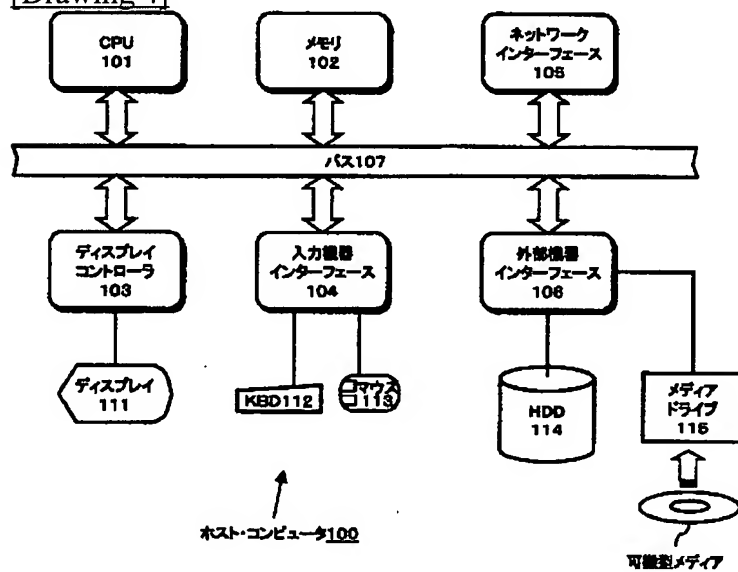 CPU
101
メモリ
102
ネットワーク
インターフェース
105
バス107
ディスプレイ
コントローラ
103
入力機器
インターフェース
104
外部機器
インターフェース
106
ディスプレイ
111
KBD112
マウス
113
HDD
114
メディア
ドライブ
115
ホスト・コンピュータ100
可搬型メディア